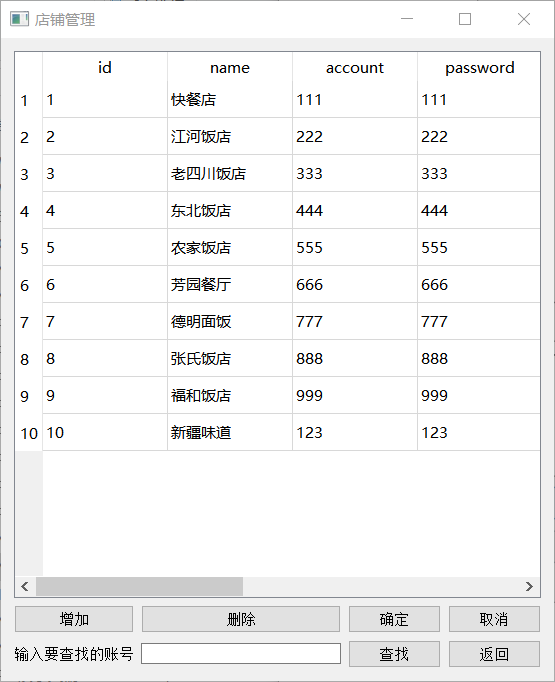 店铺管理
id name account password
1 1 快餐店 111 111
2 2 江河饭店 222 222
3 3 老四川饭店 333 333
4 4 东北饭店 444 444
5 5 农家饭店 555 555
6 6 芳园餐厅 666 666
7 7 德明面饭 777 777
8 8 张氏饭店 888 888
9 9 福和饭店 999 999
10 10 新疆味道 123 123
增加 删除 确定 取消
输入要查找的账号 查找 返回